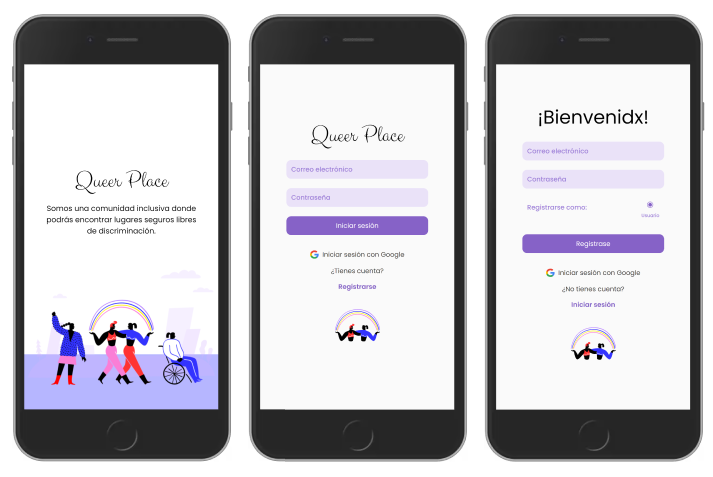 Queer Place
Somos una comunidad inclusiva donde
podrás encontrar lugares seguros libres
de discriminación.
Queer Place
Correo electrónico
Contraseña
Iniciar sesión
Iniciar sesión con Google
¿Tienes cuenta?
Registrarse
¡Bienvenidx!
Correo electrónico
Contraseña
Registrarse como:
Usuario
Regístrase
Iniciar sesión con Google
¿No tienes cuenta?
Iniciar sesión